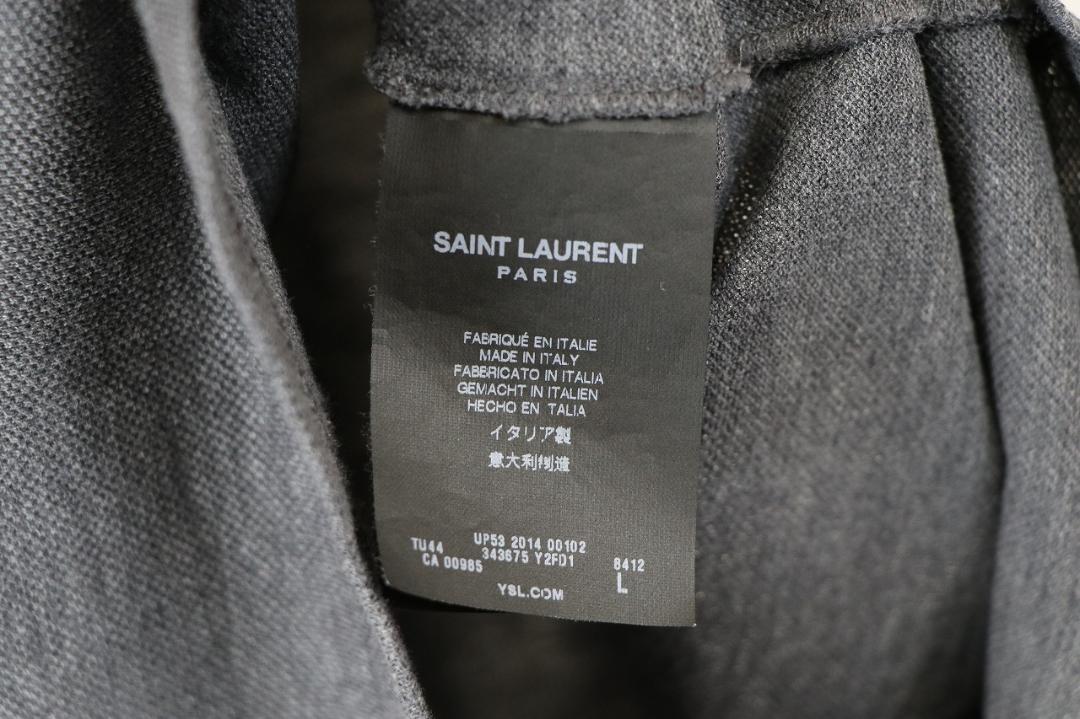 SAINT LAURENT
PARIS
FABRIQUÉ EN ITALIE
MADE IN ITALY
FABBRICATO IN ITALIA
GEMACHT IN ITALIEN
HECHO EN TALIA
イタリア製
意大利制造
TU44 UP53 2014 00102
CA 00985 343675 Y2FD1 8412
YSL.COM L